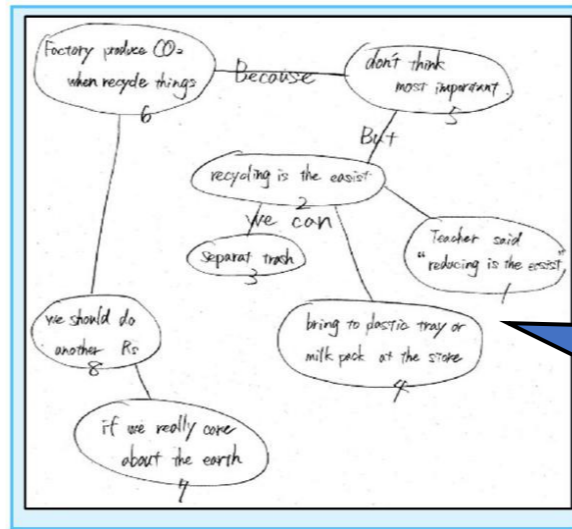 Factory produce CO₂
when recycle things
6
Because
don't think
most important
5
But
recycling is the easist
2
we can
separat trash
3
Teacher said
"reducing is the easist"
1
bring to plastic tray or
milk pack at the store
4
we should do
another Rs
8
if we really care
about the earth
7